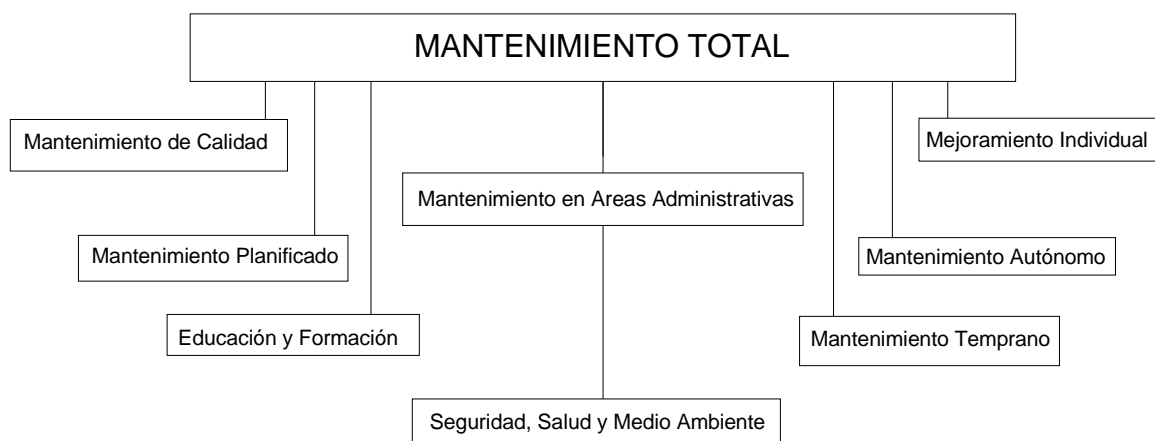 MANTENIMIENTO TOTAL
Mantenimiento de Calidad
Mejoramiento Individual
Mantenimiento en Areas Administrativas
Mantenimiento Planificado
Mantenimiento Autónomo
Educación y Formación
Mantenimiento Temprano
Seguridad, Salud y Medio Ambiente